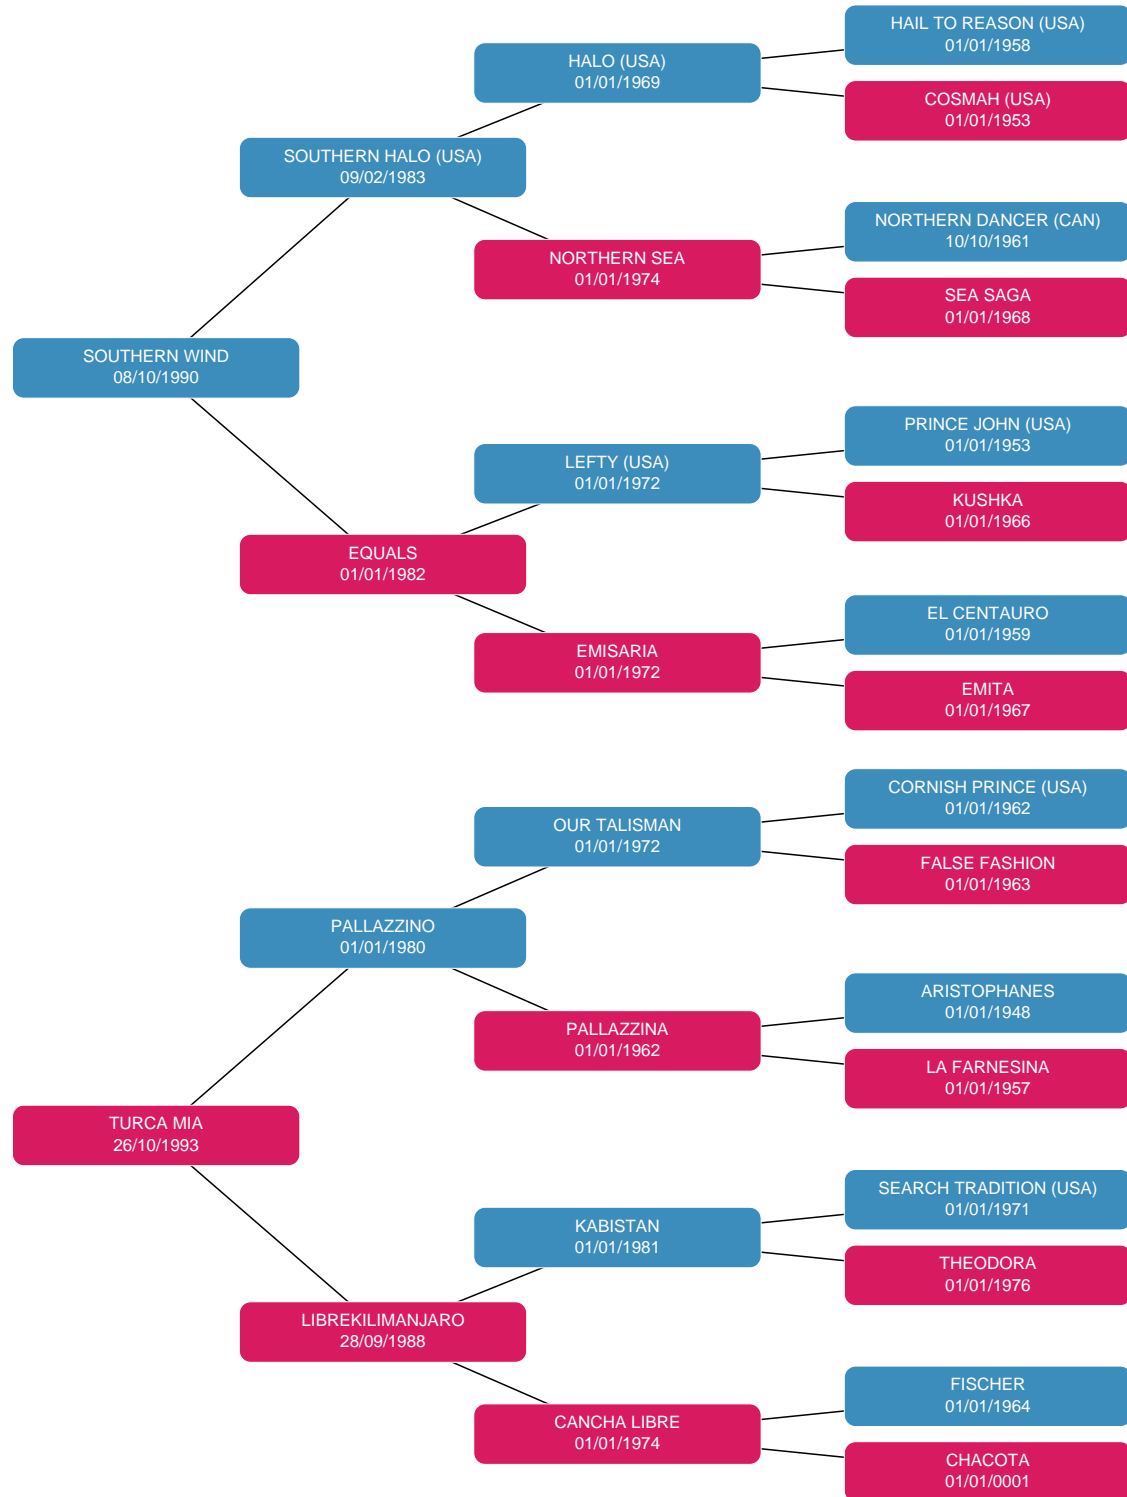 HAIL TO REASON (USA)
01/01/1958
HALO (USA)
01/01/1969
COSMAH (USA)
01/01/1953
SOUTHERN HALO (USA)
09/02/1983
NORTHERN DANCER (CAN)
10/10/1961
NORTHERN SEA
01/01/1974
SEA SAGA
01/01/1968
SOUTHERN WIND
08/10/1990
PRINCE JOHN (USA)
01/01/1953
LEFTY (USA)
01/01/1972
KUSHKA
01/01/1966
EQUALS
01/01/1982
EL CENTAURO
01/01/1959
EMISARIA
01/01/1972
EMITA
01/01/1967
CORNISH PRINCE (USA)
01/01/1962
OUR TALISMAN
01/01/1972
FALSE FASHION
01/01/1963
PALLAZZINO
01/01/1980
ARISTOPHANES
01/01/1948
PALLAZZINA
01/01/1962
LA FARNESINA
01/01/1957
TURCA MIA
26/10/1993
SEARCH TRADITION (USA)
01/01/1971
KABISTAN
01/01/1981
THEODORA
01/01/1976
LIBREKILIMANJARO
28/09/1988
FISCHER
01/01/1964
CANCHA LIBRE
01/01/1974
CHACOTA
01/01/0001